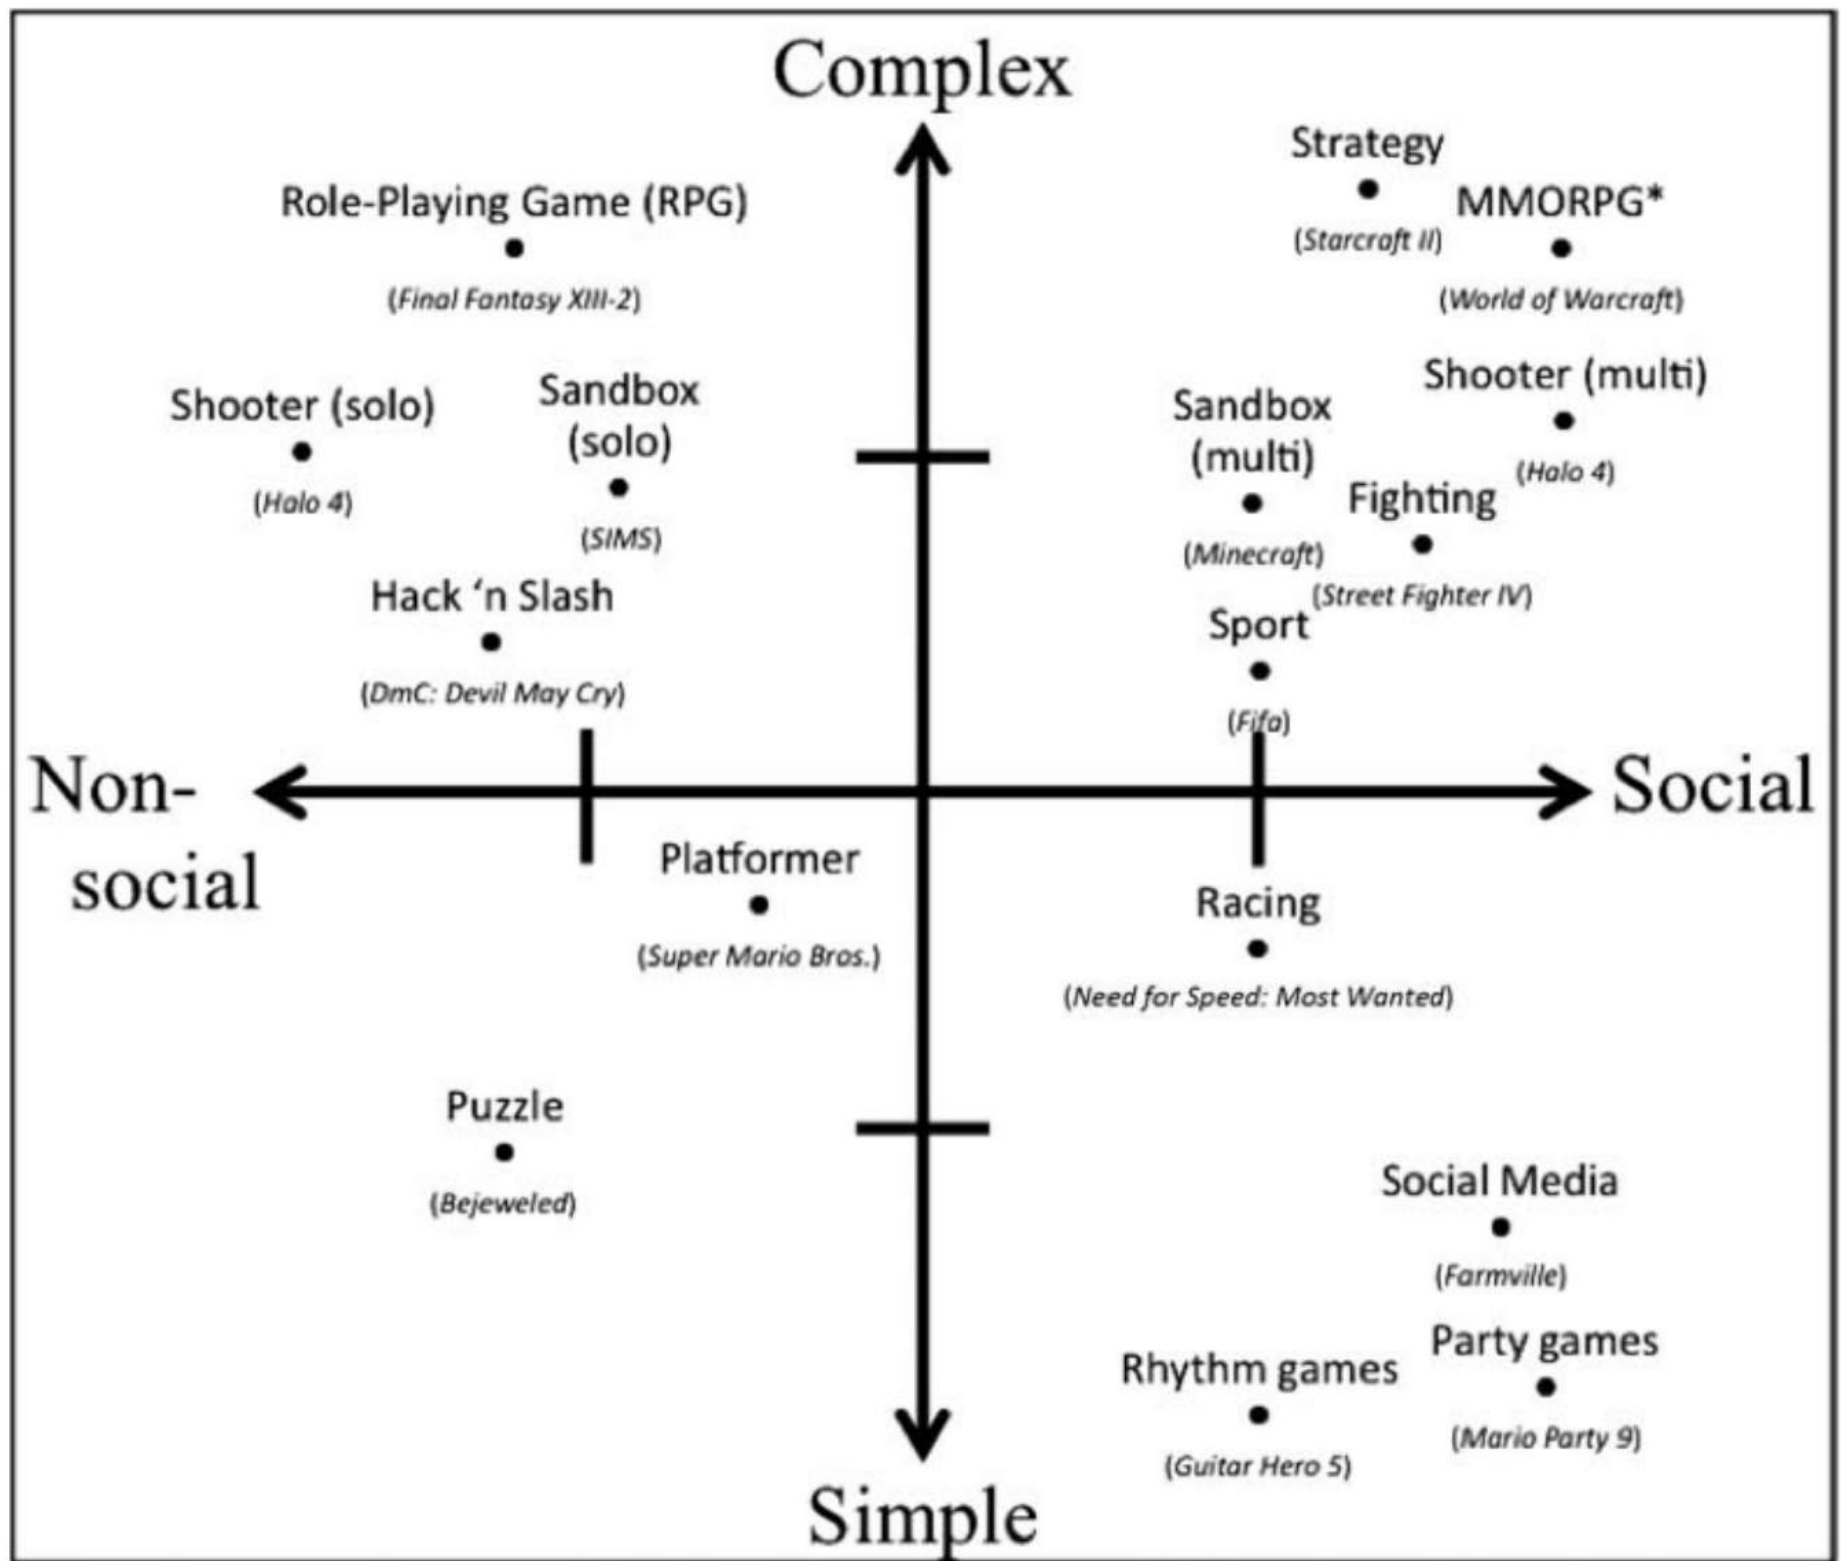 Complex
Strategy
(Starcraft II)
MMORPG*
(World of Warcraft)
Role-Playing Game (RPG)
(Final Fantasy XIII-2)
Shooter (solo)
(Halo 4)
Sandbox
(solo)
(SIMS)
Sandbox
(multi)
(Minecraft)
Shooter (multi)
(Halo 4)
Fighting
(Street Fighter IV)
Hack ‘n Slash
(DmC: Devil May Cry)
Sport
(Fifa)
Non-
social
Social
Platformer
(Super Mario Bros.)
Racing
(Need for Speed: Most Wanted)
Puzzle
(Bejeweled)
Social Media
(Farmville)
Party games
(Mario Party 9)
Rhythm games
(Guitar Hero 5)
Simple